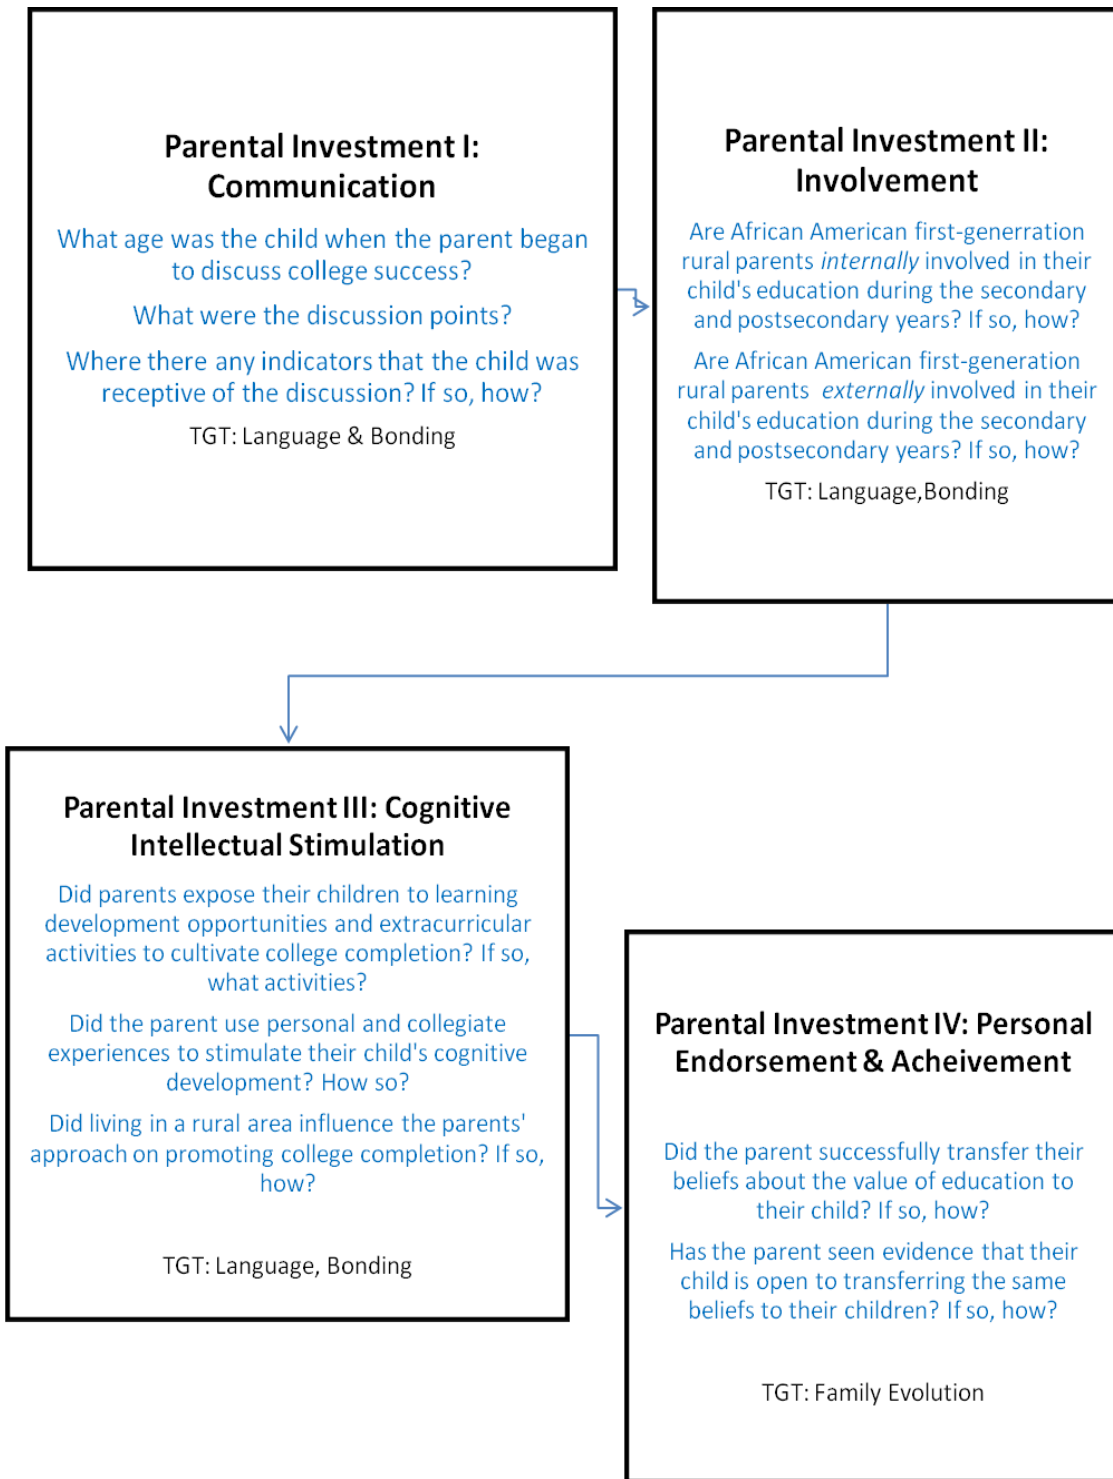 Parental Investment I:
Communication
What age was the child when the parent began
to discuss college success?
What were the discussion points?
Where there any indicators that the child was
receptive of the discussion? If so, how?
TGT: Language & Bonding
Parental Investment II:
Involvement
Are African American first-generration
rural parents internally involved in their
child's education during the secondary
and postsecondary years? If so, how?
Are African American first-generation
rural parents externally involved in their
child's education during the secondary
and postsecondary years? If so, how?
TGT: Language,Bonding
Parental Investment III: Cognitive
Intellectual Stimulation
Did parents expose their children to learning
development opportunities and extracurricular
activities to cultivate college completion? If so,
what activities?
Did the parent use personal and collegiate
experiences to stimulate their child's cognitive
development? How so?
Did living in a rural area influence the parents'
approach on promoting college completion? If so,
how?
TGT: Language, Bonding
Parental Investment IV: Personal
Endorsement & Acheivement
Did the parent successfully transfer their
beliefs about the value of education to
their child? If so, how?
Has the parent seen evidence that their
child is open to transferring the same
beliefs to their children? If so, how?
TGT: Family Evolution